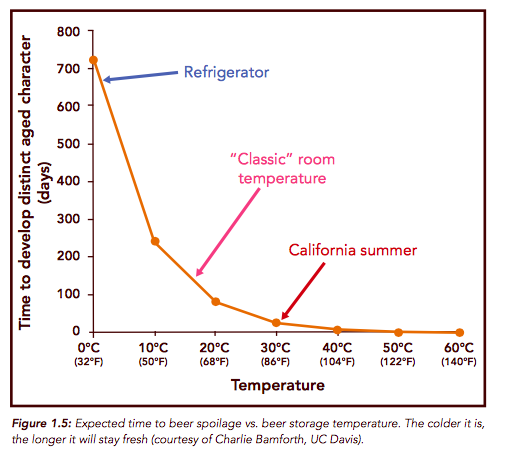 800
700
600
500
400
300
200
100
0
Time to develop distinct aged character
(days)
Refrigerator
“Classic” room
temperature
California summer
0°C 10°C 20°C 30°C 40°C 50°C 60°C
(32°F) (50°F) (68°F) (86°F) (104°F) (122°F) (140°F)
Temperature
Figure 1.5: Expected time to beer spoilage vs. beer storage temperature. The colder it is,
the longer it will stay fresh (courtesy of Charlie Bamforth, UC Davis).